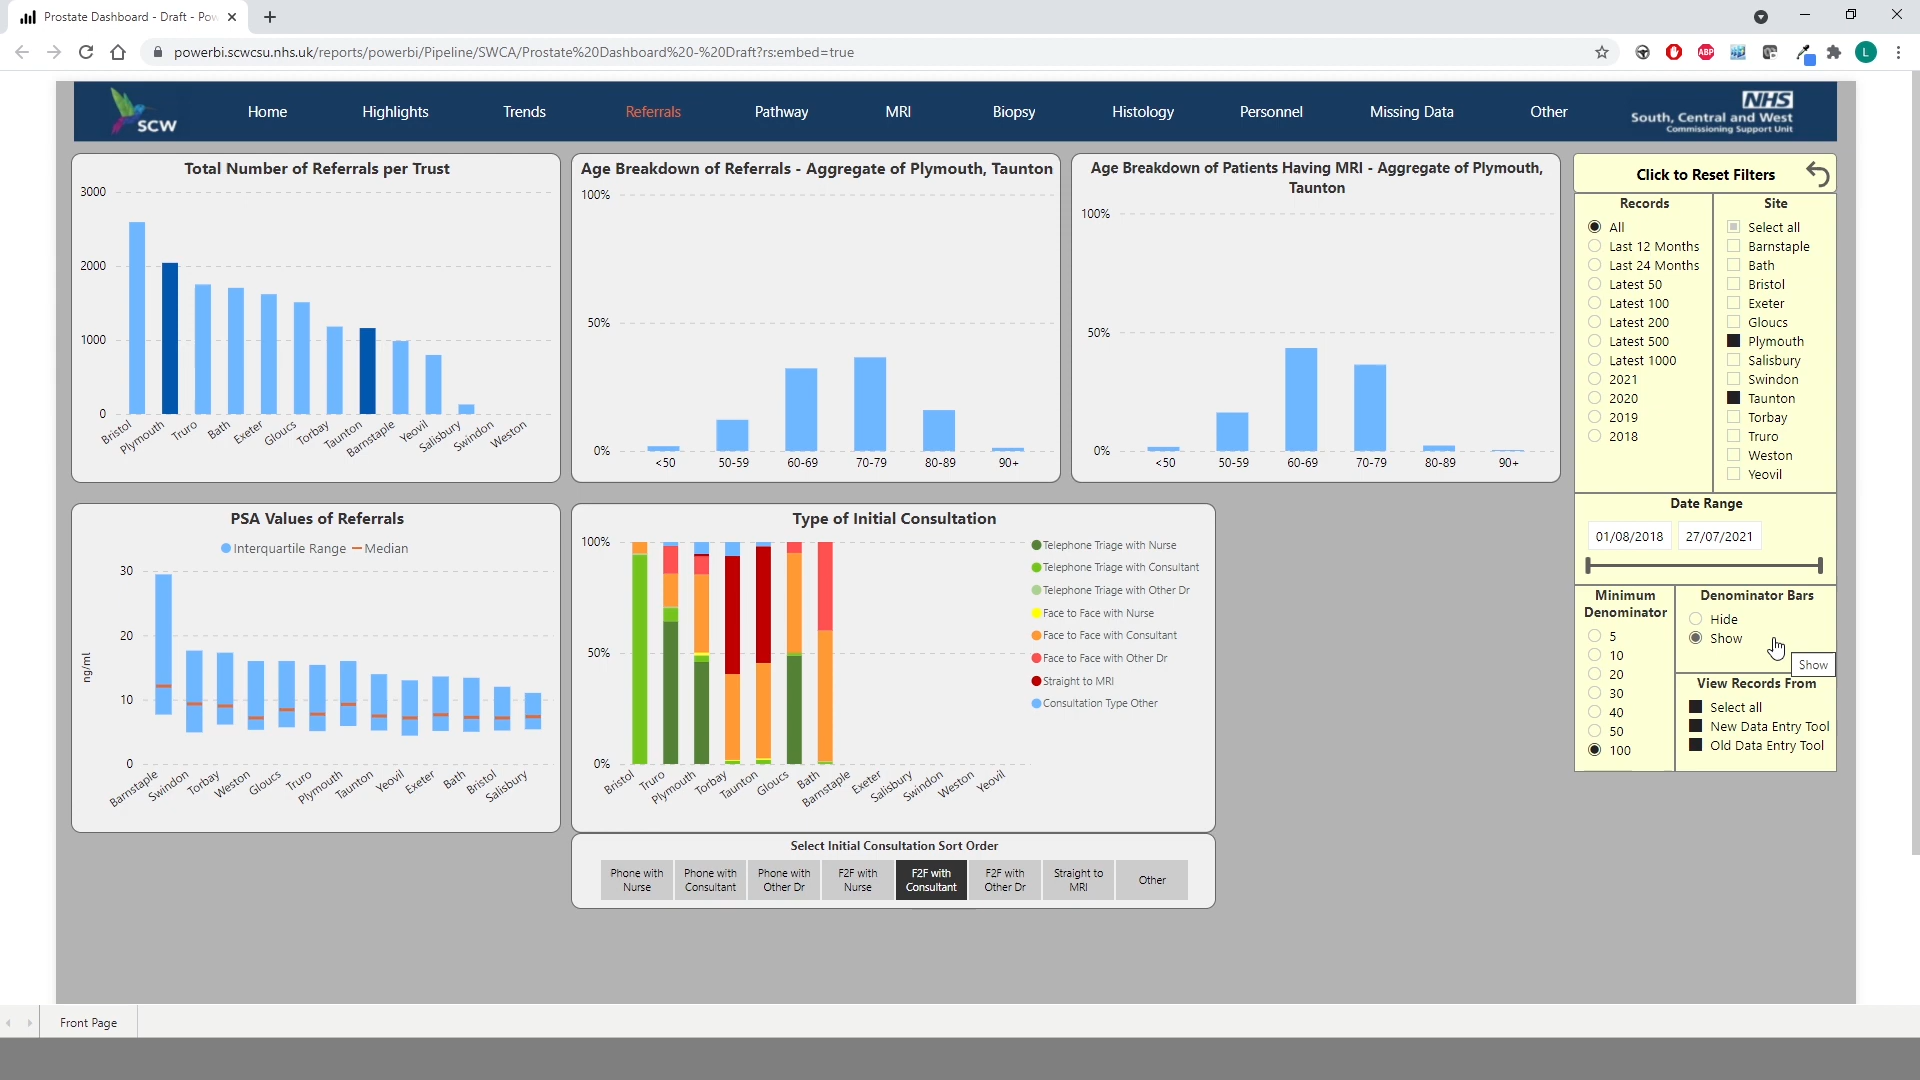 Prostate Dashboard - Draft - Pow
powerbi.scwcsu.nhs.uk/reports/powerbi/Pipeline/SWCA/Prostate%20Dashboard%20-%20Draft?rs:embed=true
ABP
L
SCW
Home
Highlights
Trends
Referrals
Pathway
MRI
Biopsy
Histology
Personnel
Missing Data
Other
NHS
South, Central and West
Commissioning Support Unit
Total Number of Referrals per Trust
3000
2000
1000
0
Bristol
Plymouth
Truro
Bath
Exeter
Gloucs
Torbay
Taunton
Barnstaple
Yeovil
Salisbury
Swindon
Weston
Age Breakdown of Referrals - Aggregate of Plymouth, Taunton
100%
50%
0%
<50
50-59
60-69
70-79
80-89
90+
Age Breakdown of Patients Having MRI - Aggregate of Plymouth,
Taunton
100%
50%
0%
<50
50-59
60-69
70-79
80-89
90+
Click to Reset Filters
Records
All
Last 12 Months
Last 24 Months
Latest 50
Latest 100
Latest 200
Latest 500
Latest 1000
2021
2020
2019
2018
Site
Select all
Barnstaple
Bath
Bristol
Exeter
Gloucs
Plymouth
Salisbury
Swindon
Taunton
Torbay
Truro
Weston
Yeovil
Date Range
01/08/2018
27/07/2021
Minimum
Denominator
5
10
20
30
40
50
100
Denominator Bars
Hide
Show
Show
View Records From
Select all
New Data Entry Tool
Old Data Entry Tool
PSA Values of Referrals
Interquartile Range
Median
30
20
10
0
ng/ml
Barnstaple
Swindon
Torbay
Weston
Gloucs
Truro
Plymouth
Taunton
Yeovil
Exeter
Bath
Bristol
Salisbury
Type of Initial Consultation
100%
50%
0%
Bristol
Truro
Plymouth
Torbay
Taunton
Gloucs
Bath
Barnstaple
Exeter
Salisbury
Swindon
Weston
Yeovil
Telephone Triage with Nurse
Telephone Triage with Consultant
Telephone Triage with Other Dr
Face to Face with Nurse
Face to Face with Consultant
Face to Face with Other Dr
Straight to MRI
Consultation Type Other
Select Initial Consultation Sort Order
Phone with
Nurse
Phone with
Consultant
Phone with
Other Dr
F2F with
Nurse
F2F with
Consultant
F2F with
Other Dr
Straight to
MRI
Other
Front Page